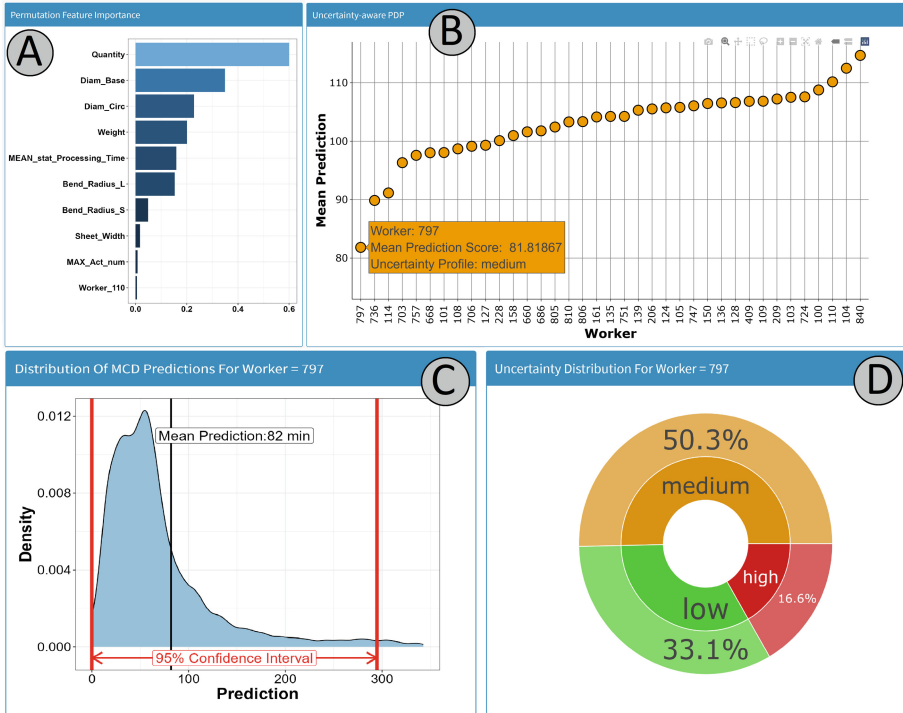 Permutation Feature Importance
A
Quantity
Diam_Base
Diam_Circ
Weight
MEAN_stat_Processing_Time
Bend_Radius_L
Bend_Radius_S
Sheet_Width
MAX_Act_num
Worker_110
0.0 0.2 0.4 0.6
Uncertainty-aware PDP
B
Mean Prediction
110
100
90
80
Worker: 797
Mean Prediction Score: 81.81867
Uncertainty Profile: medium
797 736 114 703 757 668 101 108 706 127 228 158 660 686 805 810 806 161 135 751 139 206 124 105 747 150 136 128 409 109 209 103 724 100 110 104 840
Worker
Distribution Of MCD Predictions For Worker = 797
C
Density
0.012
0.008
0.004
0.000
Mean Prediction:82 min
95% Confidence Interval
0 100 200 300
Prediction
Uncertainty Distribution For Worker = 797
D
50.3%
medium
high
16.6%
low
33.1%